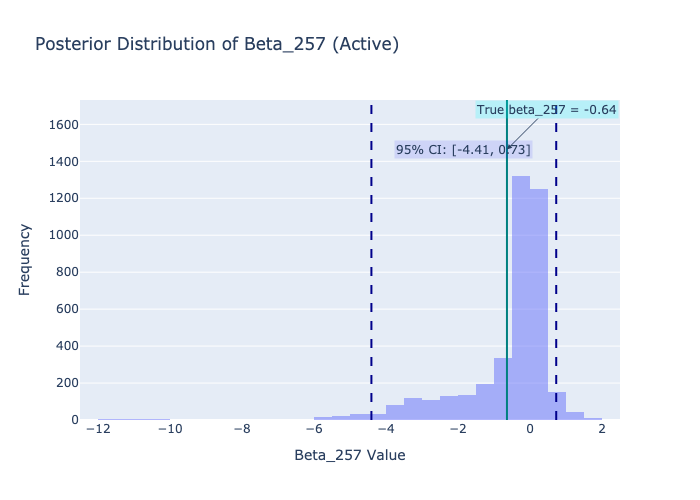 Posterior Distribution of Beta_257 (Active)
True beta_257 = -0.64
95% CI: [-4.41, 0.73]
1600
1400
1200
1000
800
600
400
200
0
Frequency
−12 −10 −8 −6 −4 −2 0 2
Beta_257 Value